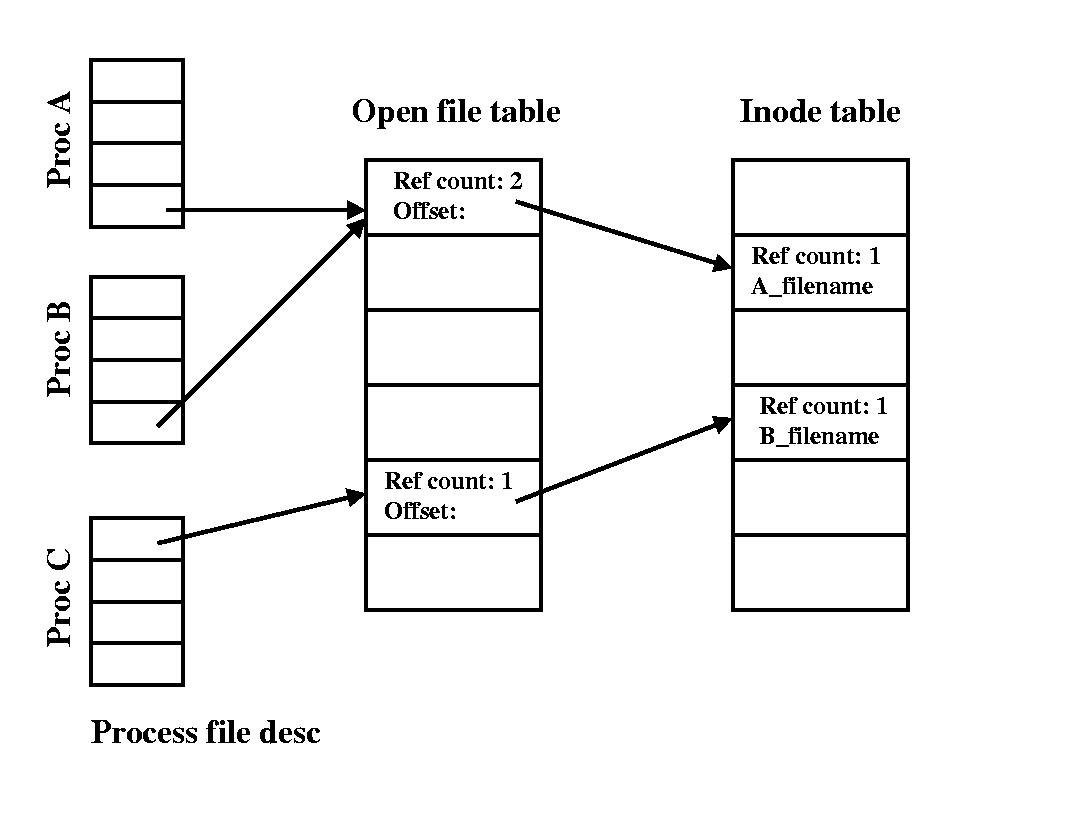 Proc A
Proc B
Proc C
Process file desc
Open file table
Ref count: 2
Offset:
Ref count: 1
Offset:
Inode table
Ref count: 1
A_filename
Ref count: 1
B_filename